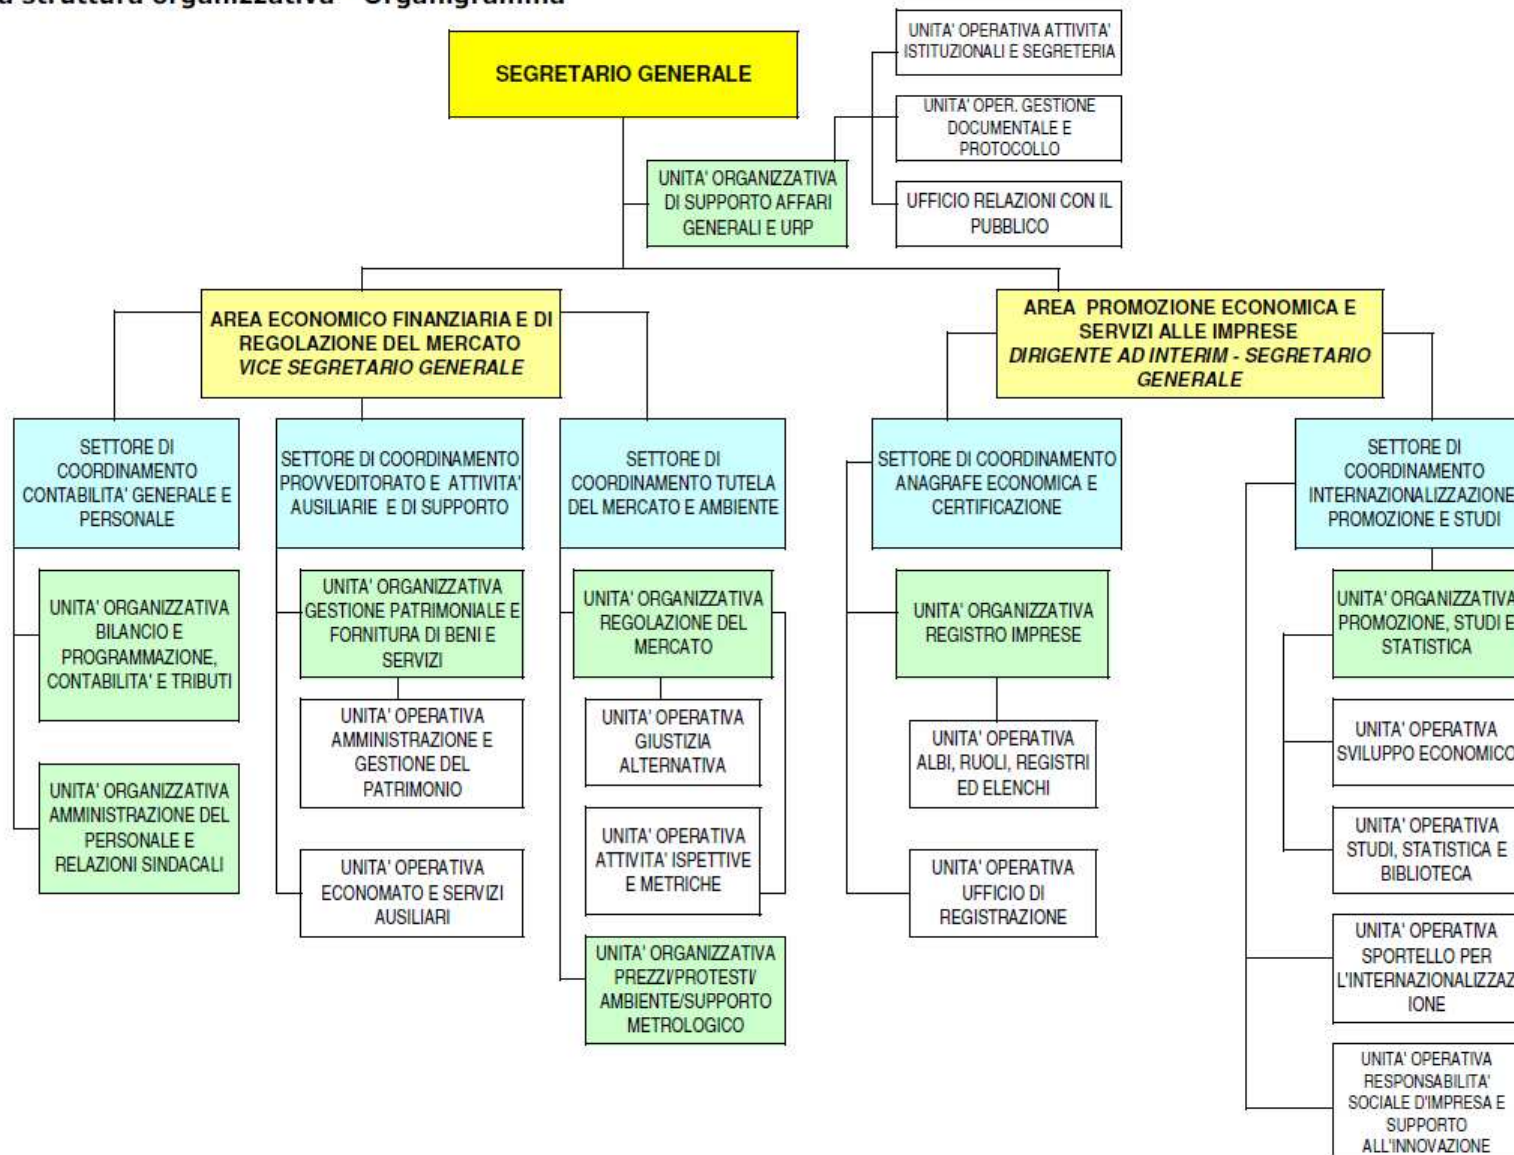 struttura organizzativa - Organigramma
SEGRETARIO GENERALE
UNITA' OPERATIVA ATTIVITA'
ISTITUZIONALI E SEGRETERIA
UNITA' OPER. GESTIONE
DOCUMENTALE E
PROTOCOLLO
UFFICIO RELAZIONI CON IL
PUBBLICO
UNITA' ORGANIZZATIVA
DI SUPPORTO AFFARI
GENERALI E URP
AREA ECONOMICO FINANZIARIA E DI
REGOLAZIONE DEL MERCATO
VICE SEGRETARIO GENERALE
AREA PROMOZIONE ECONOMICA E
SERVIZI ALLE IMPRESE
DIRIGENTE AD INTERIM - SEGRETARIO
GENERALE
SETTORE DI
COORDINAMENTO
CONTABILITA' GENERALE E
PERSONALE
UNITA' ORGANIZZATIVA
BILANCIO E
PROGRAMMAZIONE,
CONTABILITA' E TRIBUTI
UNITA' ORGANIZZATIVA
AMMINISTRAZIONE DEL
PERSONALE E
RELAZIONI SINDACALI
SETTORE DI COORDINAMENTO
PROVVEDITORATO E ATTIVITA'
AUSILIARIE E DI SUPPORTO
UNITA' ORGANIZZATIVA
GESTIONE PATRIMONIALE E
FORNITURA DI BENI E
SERVIZI
UNITA' OPERATIVA
AMMINISTRAZIONE E
GESTIONE DEL
PATRIMONIO
UNITA' OPERATIVA
ECONOMATO E SERVIZI
AUSILIARI
SETTORE DI
COORDINAMENTO TUTELA
DEL MERCATO E AMBIENTE
UNITA' ORGANIZZATIVA
REGOLAZIONE DEL
MERCATO
UNITA' OPERATIVA
GIUSTIZIA
ALTERNATIVA
UNITA' OPERATIVA
ATTIVITA' ISPETTIVE
E METRICHE
UNITA' ORGANIZZATIVA
PREZZI/PROTESTI/
AMBIENTE/SUPPORTO
METROLOGICO
SETTORE DI COORDINAMENTO
ANAGRAFE ECONOMICA E
CERTIFICAZIONE
UNITA' ORGANIZZATIVA
REGISTRO IMPRESE
UNITA' OPERATIVA
ALBI, RUOLI, REGISTRI
ED ELENCHI
UNITA' OPERATIVA
UFFICIO DI
REGISTRAZIONE
SETTORE DI
COORDINAMENTO
INTERNAZIONALIZZAZIONE
PROMOZIONE E STUDI
UNITA' ORGANIZZATIVA
PROMOZIONE, STUDI E
STATISTICA
UNITA' OPERATIVA
SVILUPPO ECONOMICO
UNITA' OPERATIVA
STUDI, STATISTICA E
BIBLIOTECA
UNITA' OPERATIVA
SPORTELLO PER
L'INTERNAZIONALIZZAZ
IONE
UNITA' OPERATIVA
RESPONSABILITA'
SOCIALE D'IMPRESA E
SUPPORTO
ALL'INNOVAZIONE